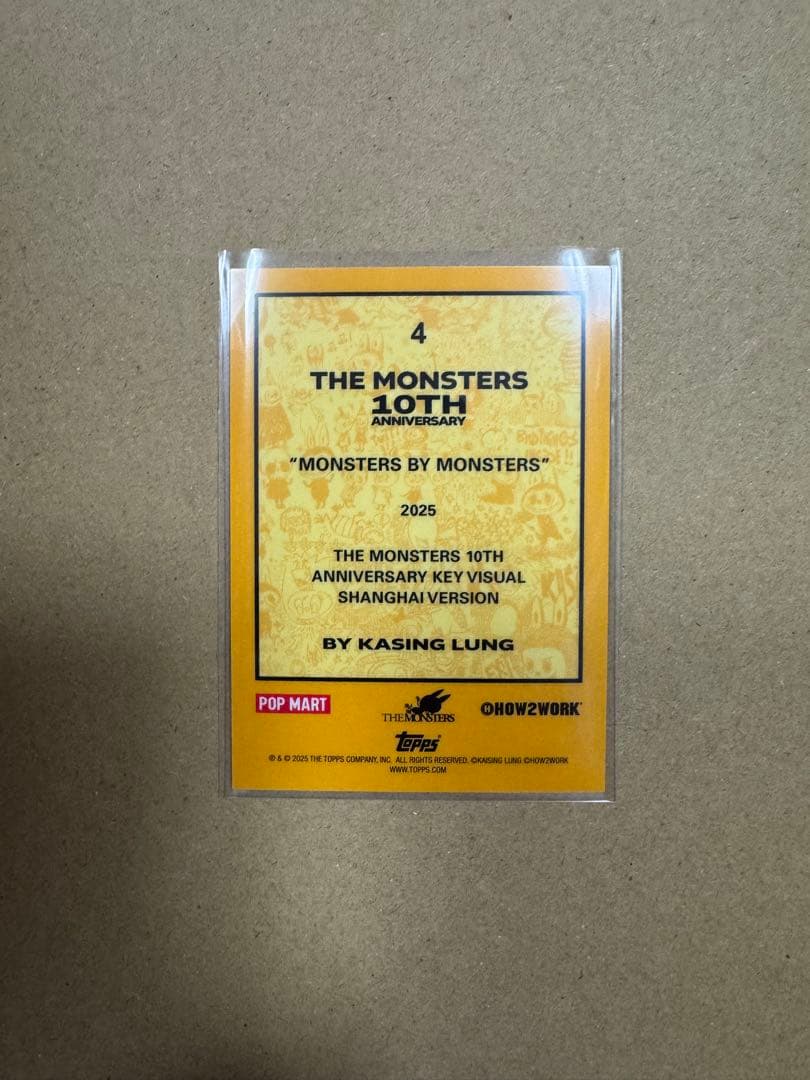 4
THE MONSTERS
10TH
ANNIVERSARY
"MONSTERS BY MONSTERS"
2025
THE MONSTERS 10TH
ANNIVERSARY KEY VISUAL
SHANGHAI VERSION
BY KASING LUNG
POP MART
THE MONSTERS
HOW2WORK
topps
® & © 2025 THE TOPPS COMPANY, INC. ALL RIGHTS RESERVED. ©KAISING LUNG ©HOW2WORK
WWW.TOPPS.COM